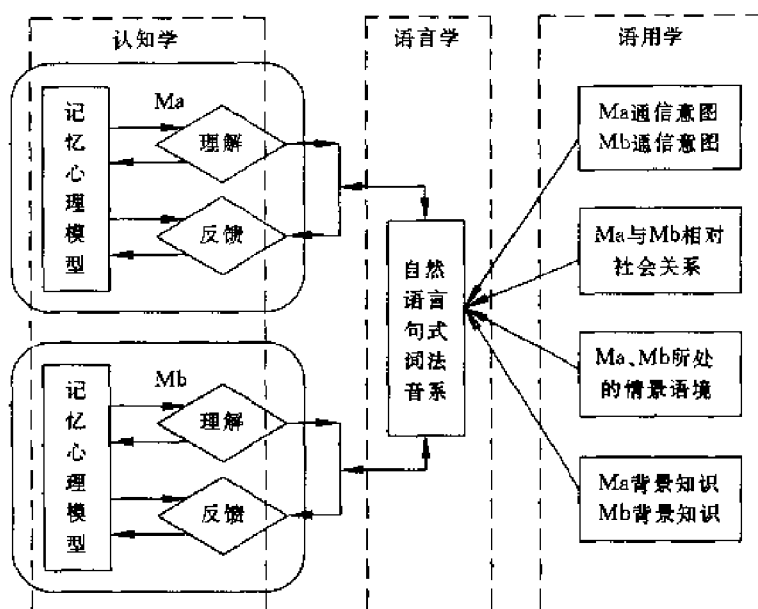 认知学
语言学
语用学
记忆心理模型
Ma
理解
反馈
记忆心理模型
Mb
理解
反馈
自然
语言
句式
词法
音系
Ma通信意图
Mb通信意图
Ma与Mb相对
社会关系
Ma、Mb所处
的情景语境
Ma背景知识
Mb背景知识